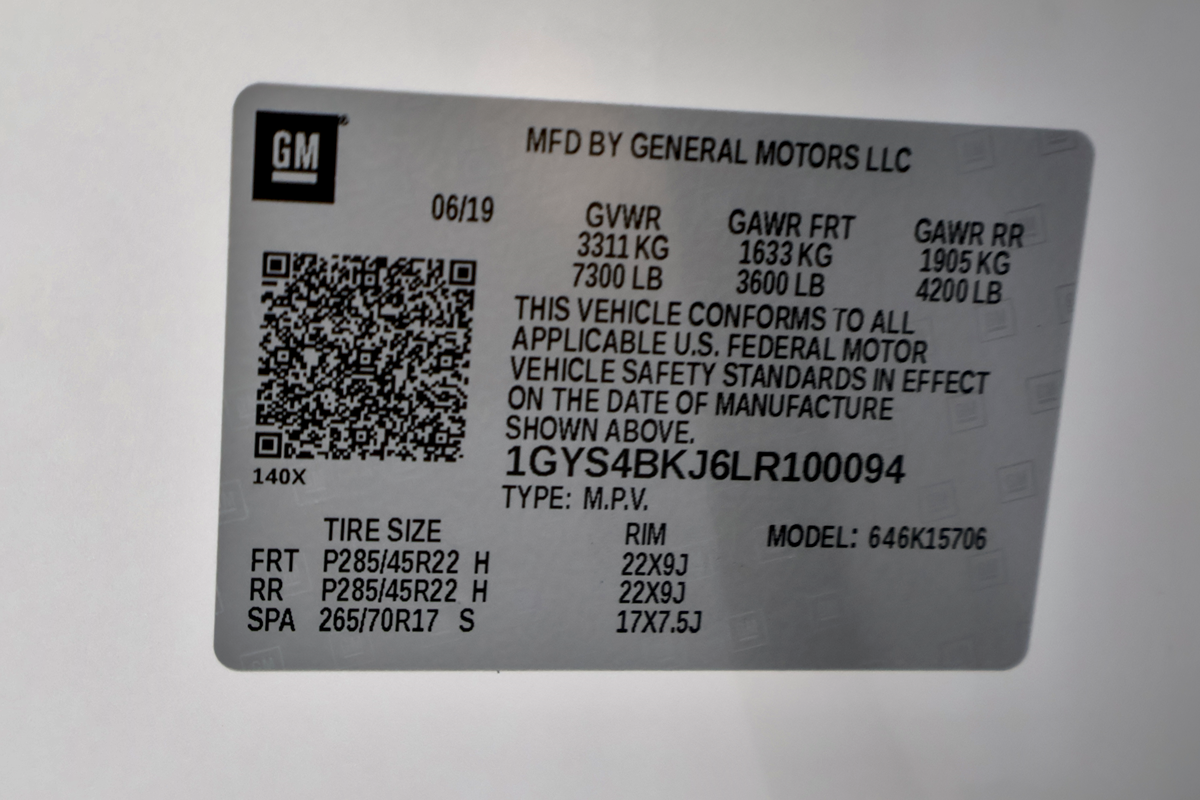 GM
MFD BY GENERAL MOTORS LLC
06/19
GVWR GAWR FRT GAWR RR
3311 KG 1633 KG 1905 KG
7300 LB 3600 LB 4200 LB
THIS VEHICLE CONFORMS TO ALL
APPLICABLE U.S. FEDERAL MOTOR
VEHICLE SAFETY STANDARDS IN EFFECT
ON THE DATE OF MANUFACTURE
SHOWN ABOVE.
1GYS4BKJ6LR100094
140X
TYPE: M.P.V.
TIRE SIZE RIM MODEL: 646K15706
FRT P285/45R22 H 22X9J
RR P285/45R22 H 22X9J
SPA 265/70R17 S 17X7.5J